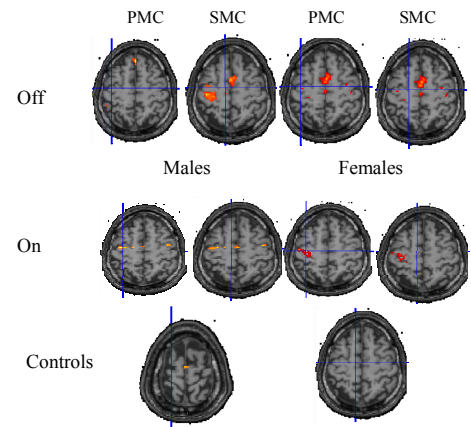 PMC SMC PMC SMC
Off
Males Females
On
Controls